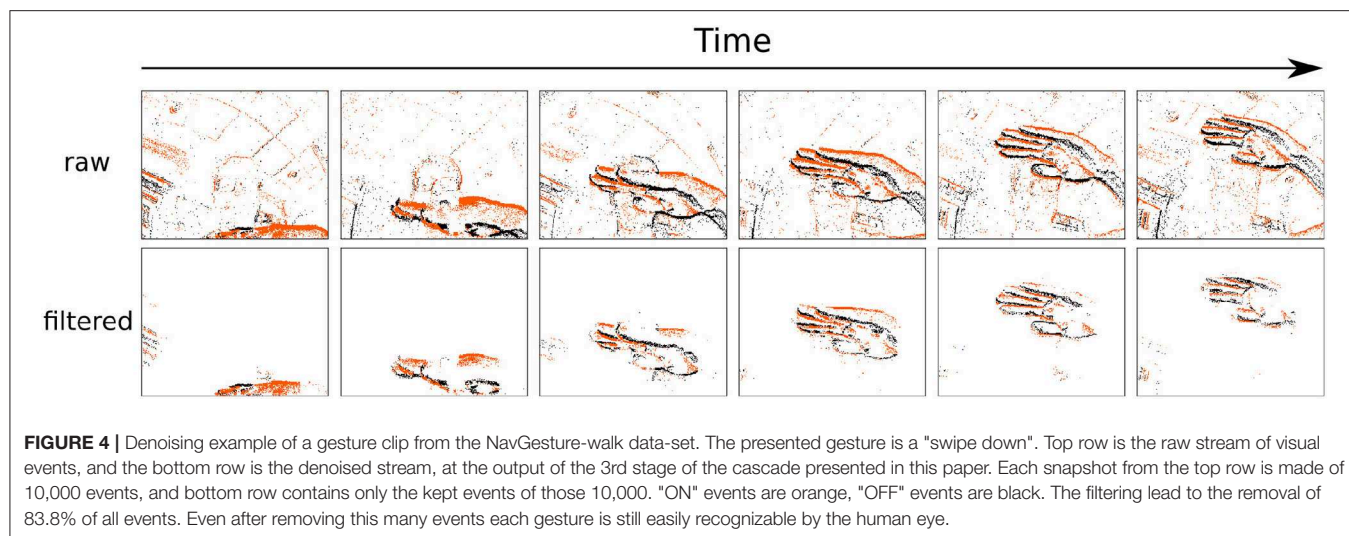 Time
raw
filtered
FIGURE 4 | Denoising example of a gesture clip from the NavGesture-walk data-set. The presented gesture is a "swipe down". Top row is the raw stream of visual
events, and the bottom row is the denoised stream, at the output of the 3rd stage of the cascade presented in this paper. Each snapshot from the top row is made of
10,000 events, and bottom row contains only the kept events of those 10,000. "ON" events are orange, "OFF" events are black. The filtering lead to the removal of
83.8% of all events. Even after removing this many events each gesture is still easily recognizable by the human eye.